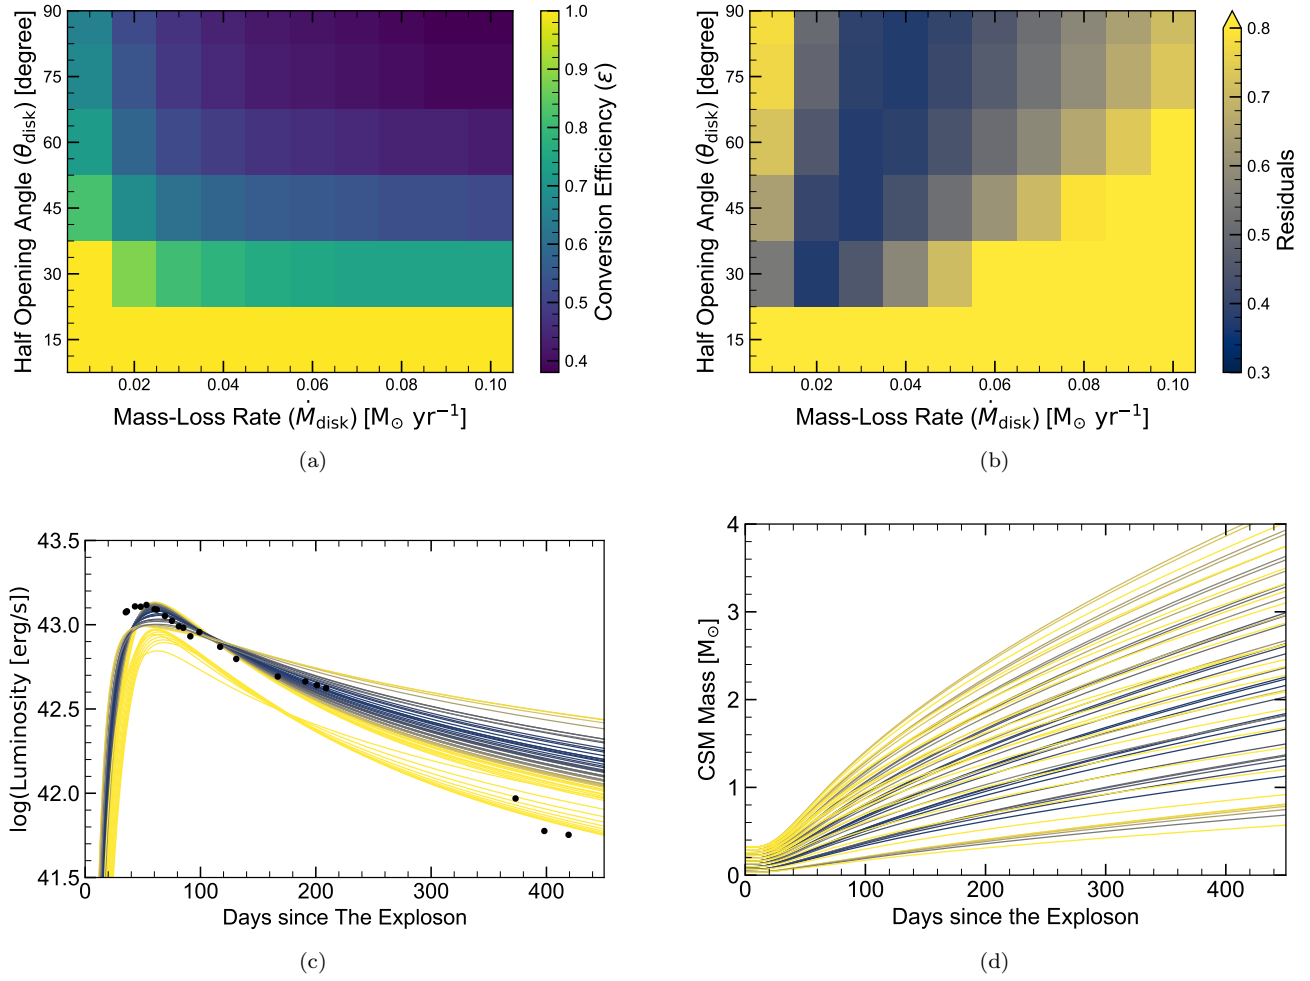 90
75
60
45
30
15
Half Opening Angle (θdisk) [degree]
0.02 0.04 0.06 0.08 0.10
Mass-Loss Rate (Ṁdisk) [M⊙ yr−1]
1.0
0.9
0.8
0.7
0.6
0.5
0.4
Conversion Efficiency (ε)
(a)
90
75
60
45
30
15
Half Opening Angle (θdisk) [degree]
0.02 0.04 0.06 0.08 0.10
Mass-Loss Rate (Ṁdisk) [M⊙ yr−1]
0.8
0.7
0.6
0.5
0.4
0.3
Residuals
(b)
43.5
43.0
42.5
42.0
41.5
log(Luminosity [erg/s])
0 100 200 300 400
Days since The Exploson
(c)
4
3
2
1
0
CSM Mass [M⊙]
0 100 200 300 400
Days since the Exploson
(d)